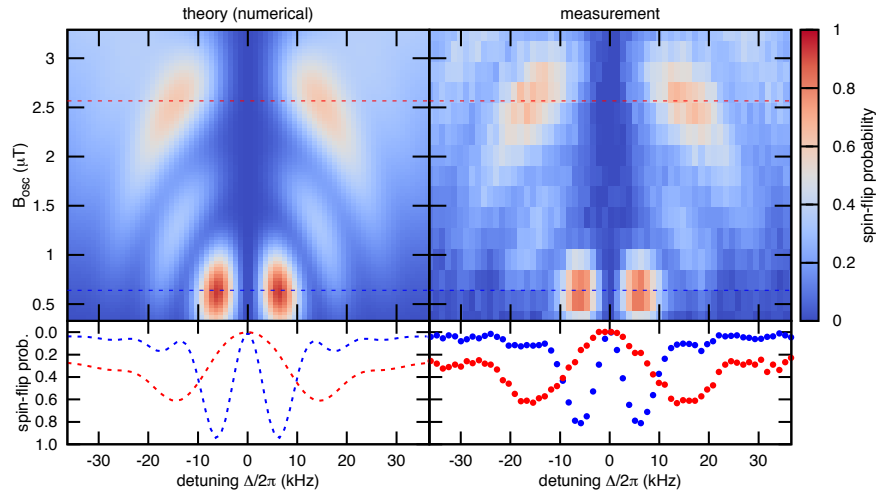 theory (numerical)
measurement
B_osc (μT)
3
2.5
2
1.5
1
0.5
1
0.8
0.6
0.4
0.2
0
spin-flip probability
spin-flip prob.
0.0
0.2
0.4
0.6
0.8
1.0
-30 -20 -10 0 10 20 30
-30 -20 -10 0 10 20 30
detuning Δ/2π (kHz)
detuning Δ/2π (kHz)